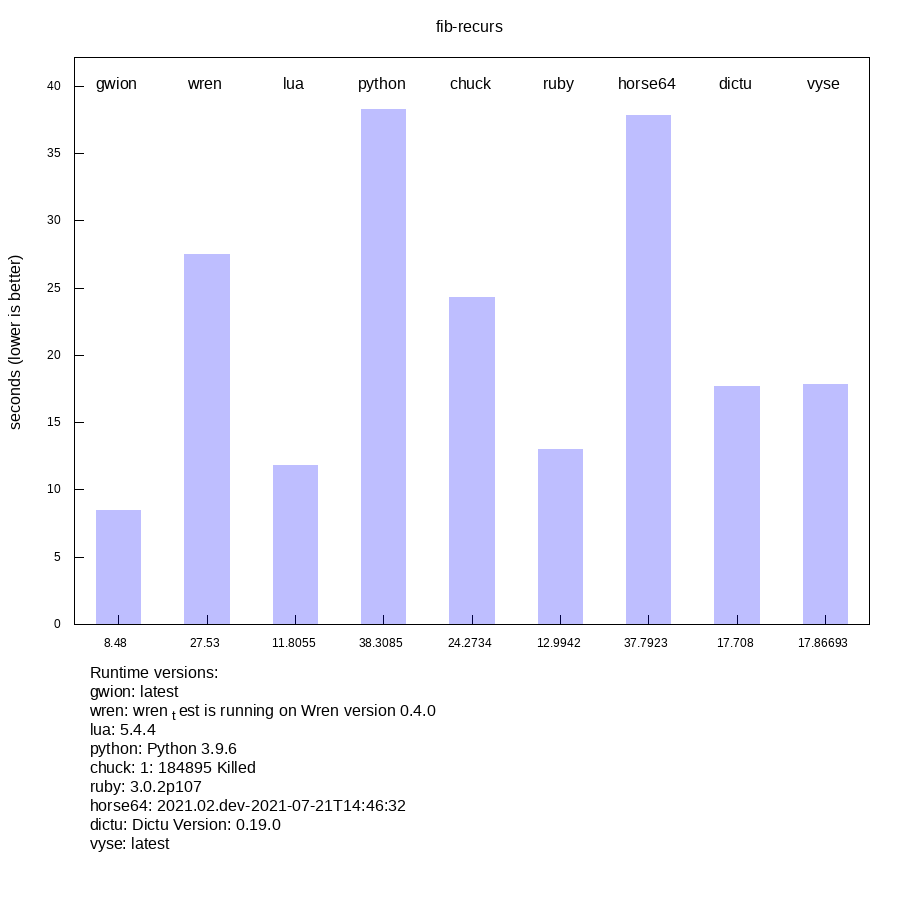 fib-recurs
seconds (lower is better)
40
35
30
25
20
15
10
5
0
gwion wren lua python chuck ruby horse64 dictu vyse
8.48 27.53 11.8055 38.3085 24.2734 12.9942 37.7923 17.708 17.86693
Runtime versions:
gwion: latest
wren: wren t est is running on Wren version 0.4.0
lua: 5.4.4
python: Python 3.9.6
chuck: 1: 184895 Killed
ruby: 3.0.2p107
horse64: 2021.02.dev-2021-07-21T14:46:32
dictu: Dictu Version: 0.19.0
vyse: latest